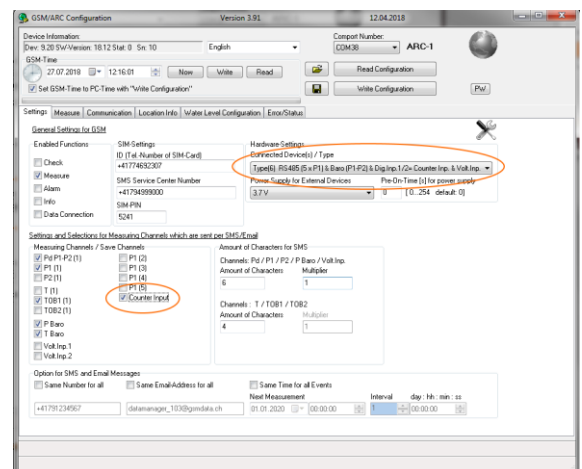 GSM/ARC Configuration Version 3.91 12.04.2018
Device Information: Comport Number:
Dev: 9.20 SW-Version: 18.12 Stat: 0 Sn: 10 English COM38 ARC-1
GSM-Time
27.07.2018 12:16:01 Now Write Read Read Configuration
Set GSM-Time to PC-Time with "Write Configuration" Write Configuration PW
Settings Measure Communication Location Info Water Level Configuration Error/Status
General Settings for GSM
Enabled Functions SIM-Settings Hardware-Settings
ID (Tel.-Number of SIM-Card) Connected Device(s) / Type
Check +41774692307 Type(6) RS485 (5 x P1) & Baro (P1-P2) & Dig.Inp.1/2= Counter Inp. & Volt.Inp.
Measure SMS Service Center Number Power Supply for External Devices Pre-On-Time [s] for power supply
Alarm +41794999000 3.7 V 0 [ 0...254 default: 0]
Info SIM-PIN
Data Connection 5241
Settings and Selections for Measuring Channels which are sent per SMS/Email
Measuring Channels / Save Channels Amount of Characters for SMS
Pd P1-P2 (1) P1 (2) Channels: Pd / P1 / P2 / P Baro / Volt.Inp.
P1 (1) P1 (3) Amount of Characters Multiplier
P2 (1) P1 (4) 6 1
T (1) P1 (5)
TOB1 (1) Counter Input Channels : T / TOB1 / TOB2
TOB2 (1) Amount of Characters Multiplier
P Baro 4 1
T Baro
Volt.Inp.1
Volt.Inp.2
Option for SMS and Email Messages
Same Number for all Same Email-Address for all Same Time for all Events
Next Measurement Interval day : hh : min : ss
+41791234567 datamanager_103@gsmdata.ch 01.01.2020 00:00:00 1 00:00:00